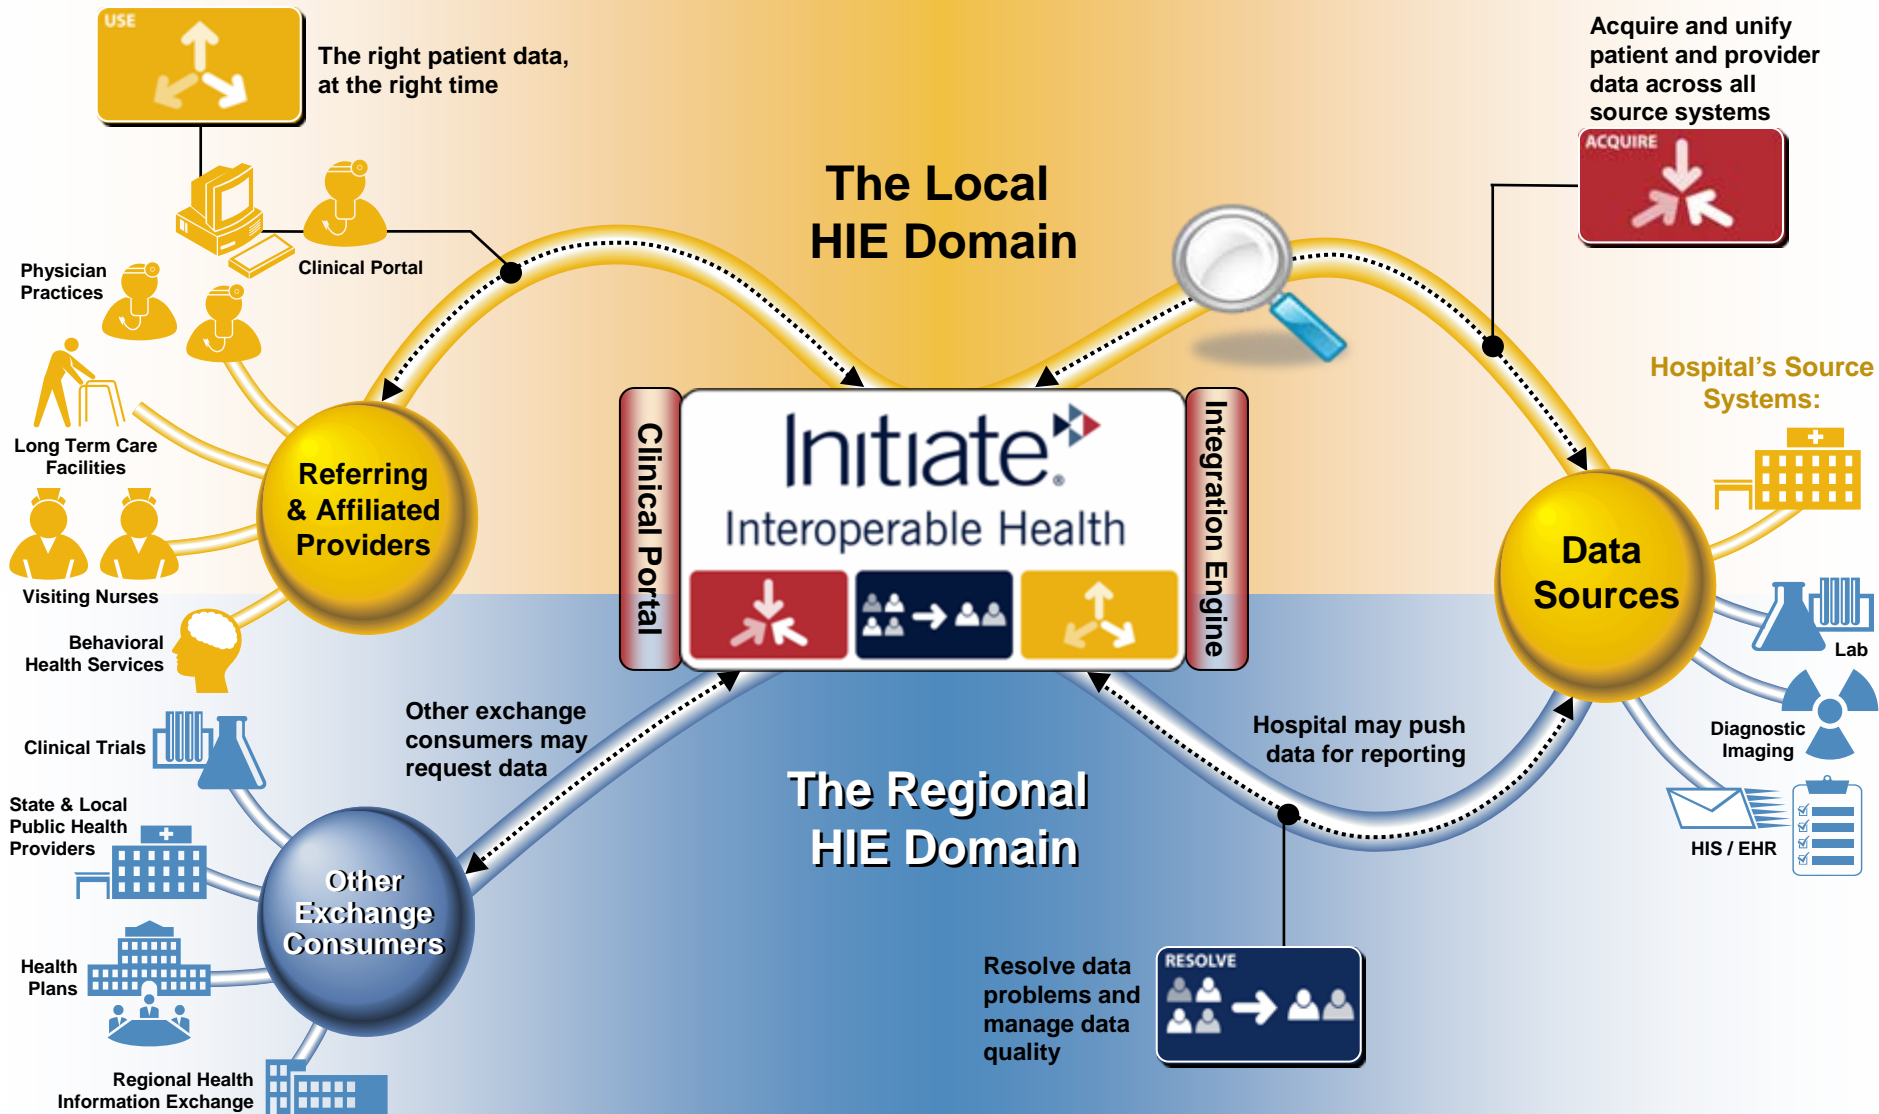 USE
The right patient data,
at the right time
Acquire and unify
patient and provider
data across all
source systems
ACQUIRE
The Local
HIE Domain
Clinical Portal
Physician
Practices
Long Term Care
Facilities
Visiting Nurses
Behavioral
Health Services
Referring
& Affiliated
Providers
Clinical Portal
Initiate®
Interoperable Health
Integration Engine
Hospital's Source
Systems:
Data
Sources
Lab
Diagnostic
Imaging
HIS / EHR
Other exchange
consumers may
request data
Hospital may push
data for reporting
The Regional
HIE Domain
Clinical Trials
State & Local
Public Health
Providers
Health
Plans
Regional Health
Information Exchange
Other
Exchange
Consumers
Resolve data
problems and
manage data
quality
RESOLVE